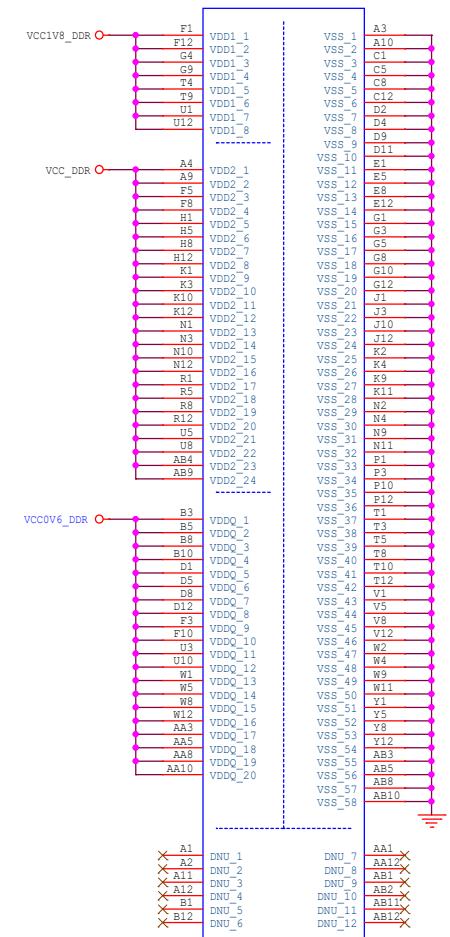 VCC1V8_DDR F1 VDD1_1 VSS_1 A3
F12 VDD1_2 VSS_2 A10
G4 VDD1_3 VSS_3 C1
G9 VDD1_4 VSS_4 C5
T4 VDD1_5 VSS_5 C8
T9 VDD1_6 VSS_6 C12
U1 VDD1_7 VSS_7 D2
U12 VDD1_8 VSS_8 D4
VSS_9 D9
VSS_10 D11
VCC_DDR A4 VDD2_1 VSS_11 E1
A9 VDD2_2 VSS_12 E5
F5 VDD2_3 VSS_13 E8
F8 VDD2_4 VSS_14 E12
H1 VDD2_5 VSS_15 G1
H5 VDD2_6 VSS_16 G3
H8 VDD2_7 VSS_17 G5
H12 VDD2_8 VSS_18 G8
K1 VDD2_9 VSS_19 G10
K3 VDD2_10 VSS_20 G12
K10 VDD2_11 VSS_21 J1
K12 VDD2_12 VSS_22 J3
N1 VDD2_13 VSS_23 J10
N3 VDD2_14 VSS_24 J12
N10 VDD2_15 VSS_25 K2
N12 VDD2_16 VSS_26 K4
R1 VDD2_17 VSS_27 K9
R5 VDD2_18 VSS_28 K11
R8 VDD2_19 VSS_29 N2
R12 VDD2_20 VSS_30 N4
U5 VDD2_21 VSS_31 N9
U8 VDD2_22 VSS_32 N11
AB4 VDD2_23 VSS_33 P1
AB9 VDD2_24 VSS_34 P3
VSS_35 P10
VSS_36 P12
VCC0V6_DDR B3 VDDQ_1 VSS_37 T1
B5 VDDQ_2 VSS_38 T3
B8 VDDQ_3 VSS_39 T5
B10 VDDQ_4 VSS_40 T8
D1 VDDQ_5 VSS_41 T10
D5 VDDQ_6 VSS_42 T12
D8 VDDQ_7 VSS_43 V1
D12 VDDQ_8 VSS_44 V5
F3 VDDQ_9 VSS_45 V8
F10 VDDQ_10 VSS_46 V12
U3 VDDQ_11 VSS_47 W2
U10 VDDQ_12 VSS_48 W4
W1 VDDQ_13 VSS_49 W9
W5 VDDQ_14 VSS_50 W11
W8 VDDQ_15 VSS_51 Y1
W12 VDDQ_16 VSS_52 Y5
AA3 VDDQ_17 VSS_53 Y8
AA5 VDDQ_18 VSS_54 Y12
AA8 VDDQ_19 VSS_55 AB3
AA10 VDDQ_20 VSS_56 AB5
VSS_57 AB8
VSS_58 AB10
A1 DNU_1 DNU_7 AA1
A2 DNU_2 DNU_8 AA12
A11 DNU_3 DNU_9 AB1
A12 DNU_4 DNU_10 AB2
B1 DNU_5 DNU_11 AB11
B12 DNU_6 DNU_12 AB12